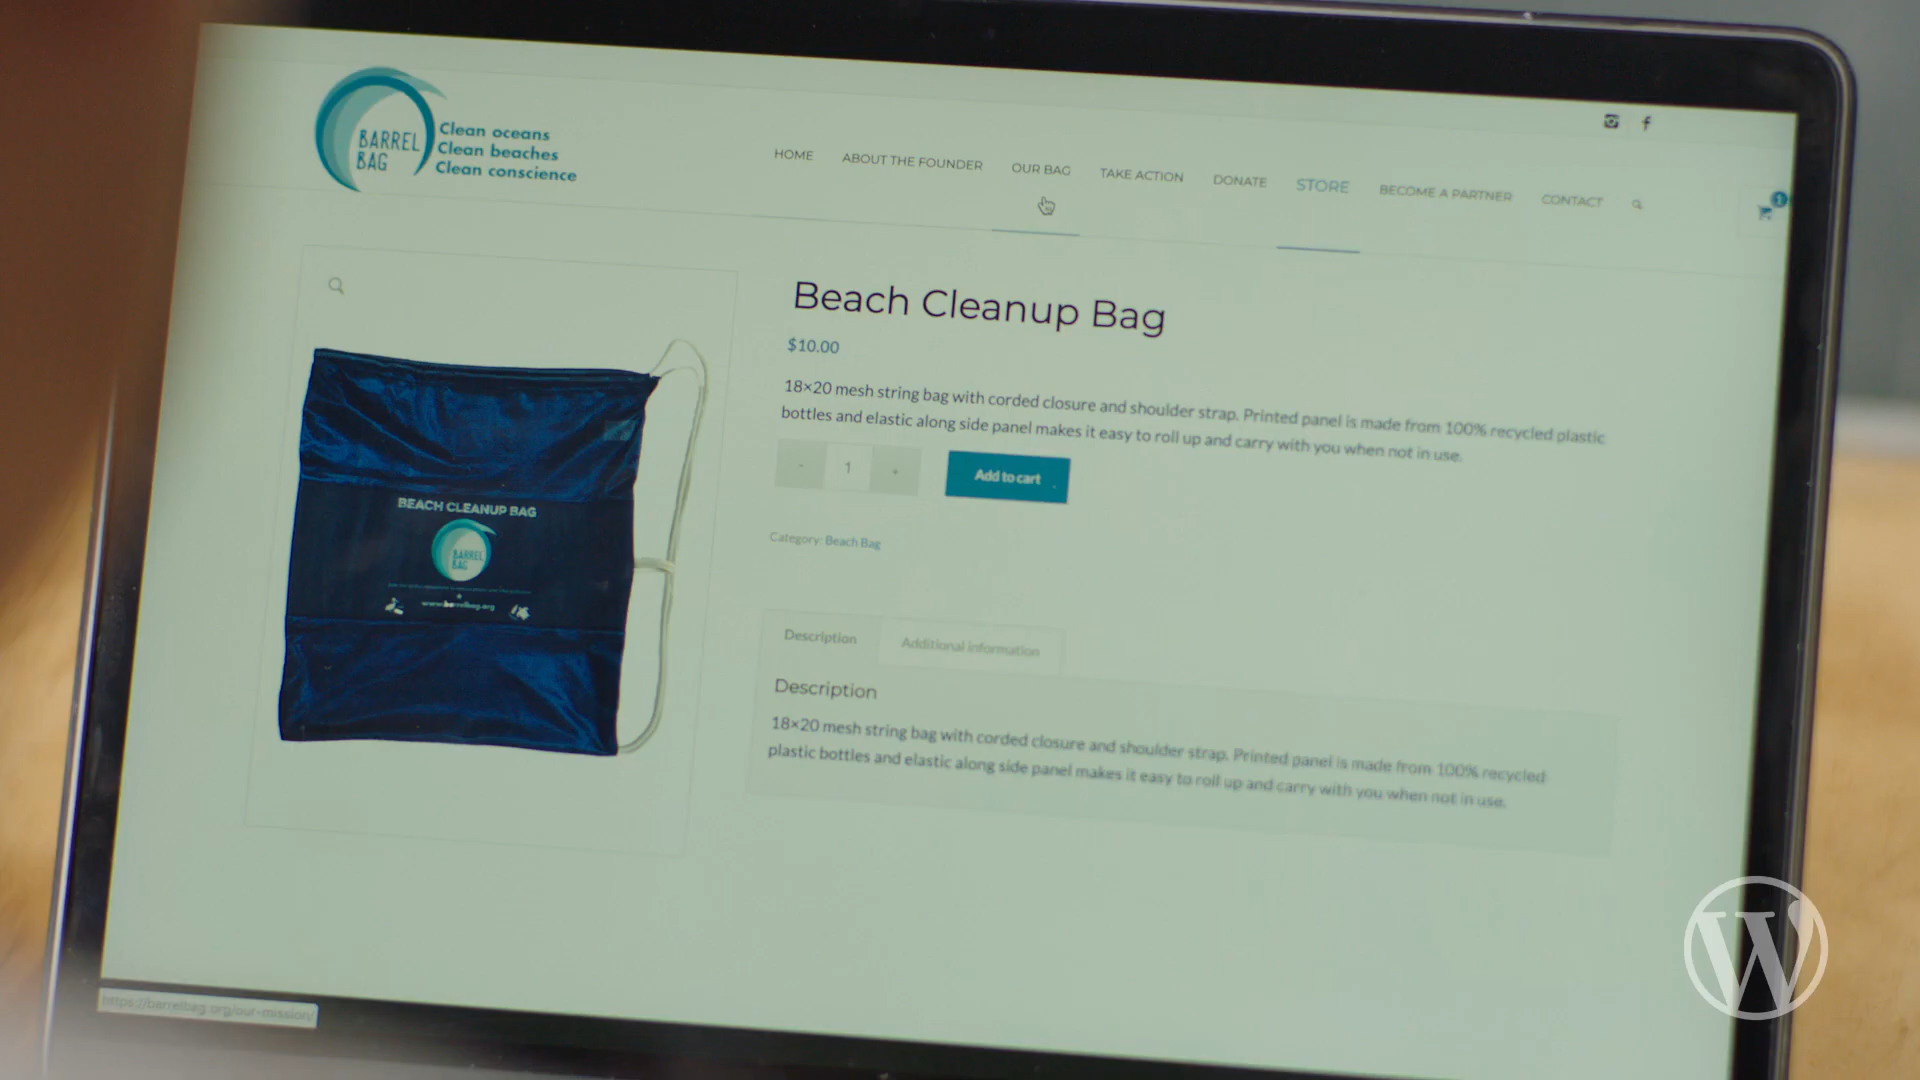 BARREL
BAG
Clean oceans
Clean beaches
Clean conscience
HOME ABOUT THE FOUNDER OUR BAG TAKE ACTION DONATE STORE BECOME A PARTNER CONTACT
1
Beach Cleanup Bag
$10.00
18×20 mesh string bag with corded closure and shoulder strap. Printed panel is made from 100% recycled plastic
bottles and elastic along side panel makes it easy to roll up and carry with you when not in use.
- 1 +
Add to cart
Category: Beach Bag
BEACH CLEANUP BAG
BARREL
BAG
www.barrelbag.org
Description Additional information
Description
18×20 mesh string bag with corded closure and shoulder strap. Printed panel is made from 100% recycled
plastic bottles and elastic along side panel makes it easy to roll up and carry with you when not in use.
https://barrelbag.org/our-mission/
W